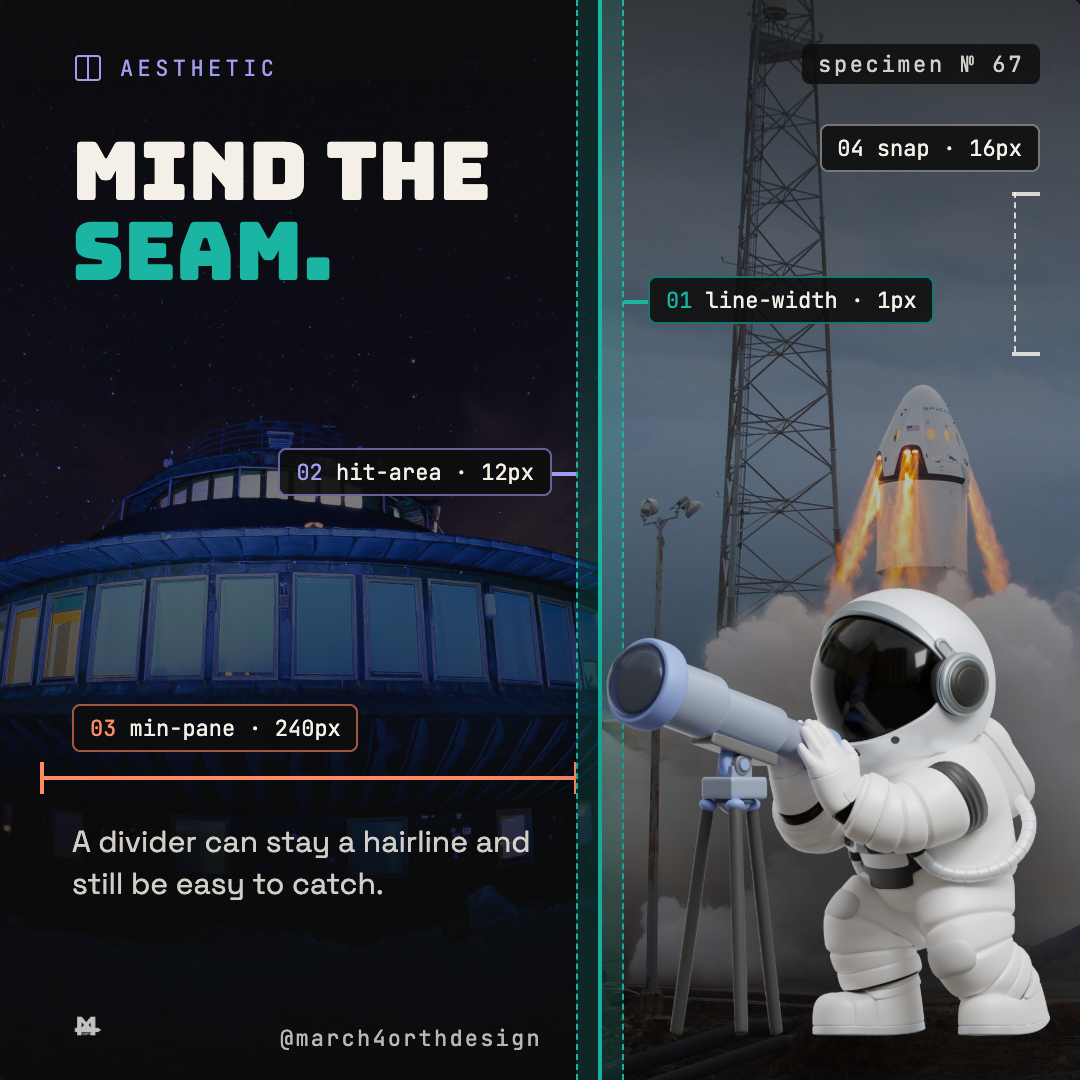 AESTHETIC
specimen № 67
MIND THE
SEAM.
04 snap · 16px
01 line-width · 1px
02 hit-area · 12px
03 min-pane · 240px
A divider can stay a hairline and
still be easy to catch.
@march4orthdesign